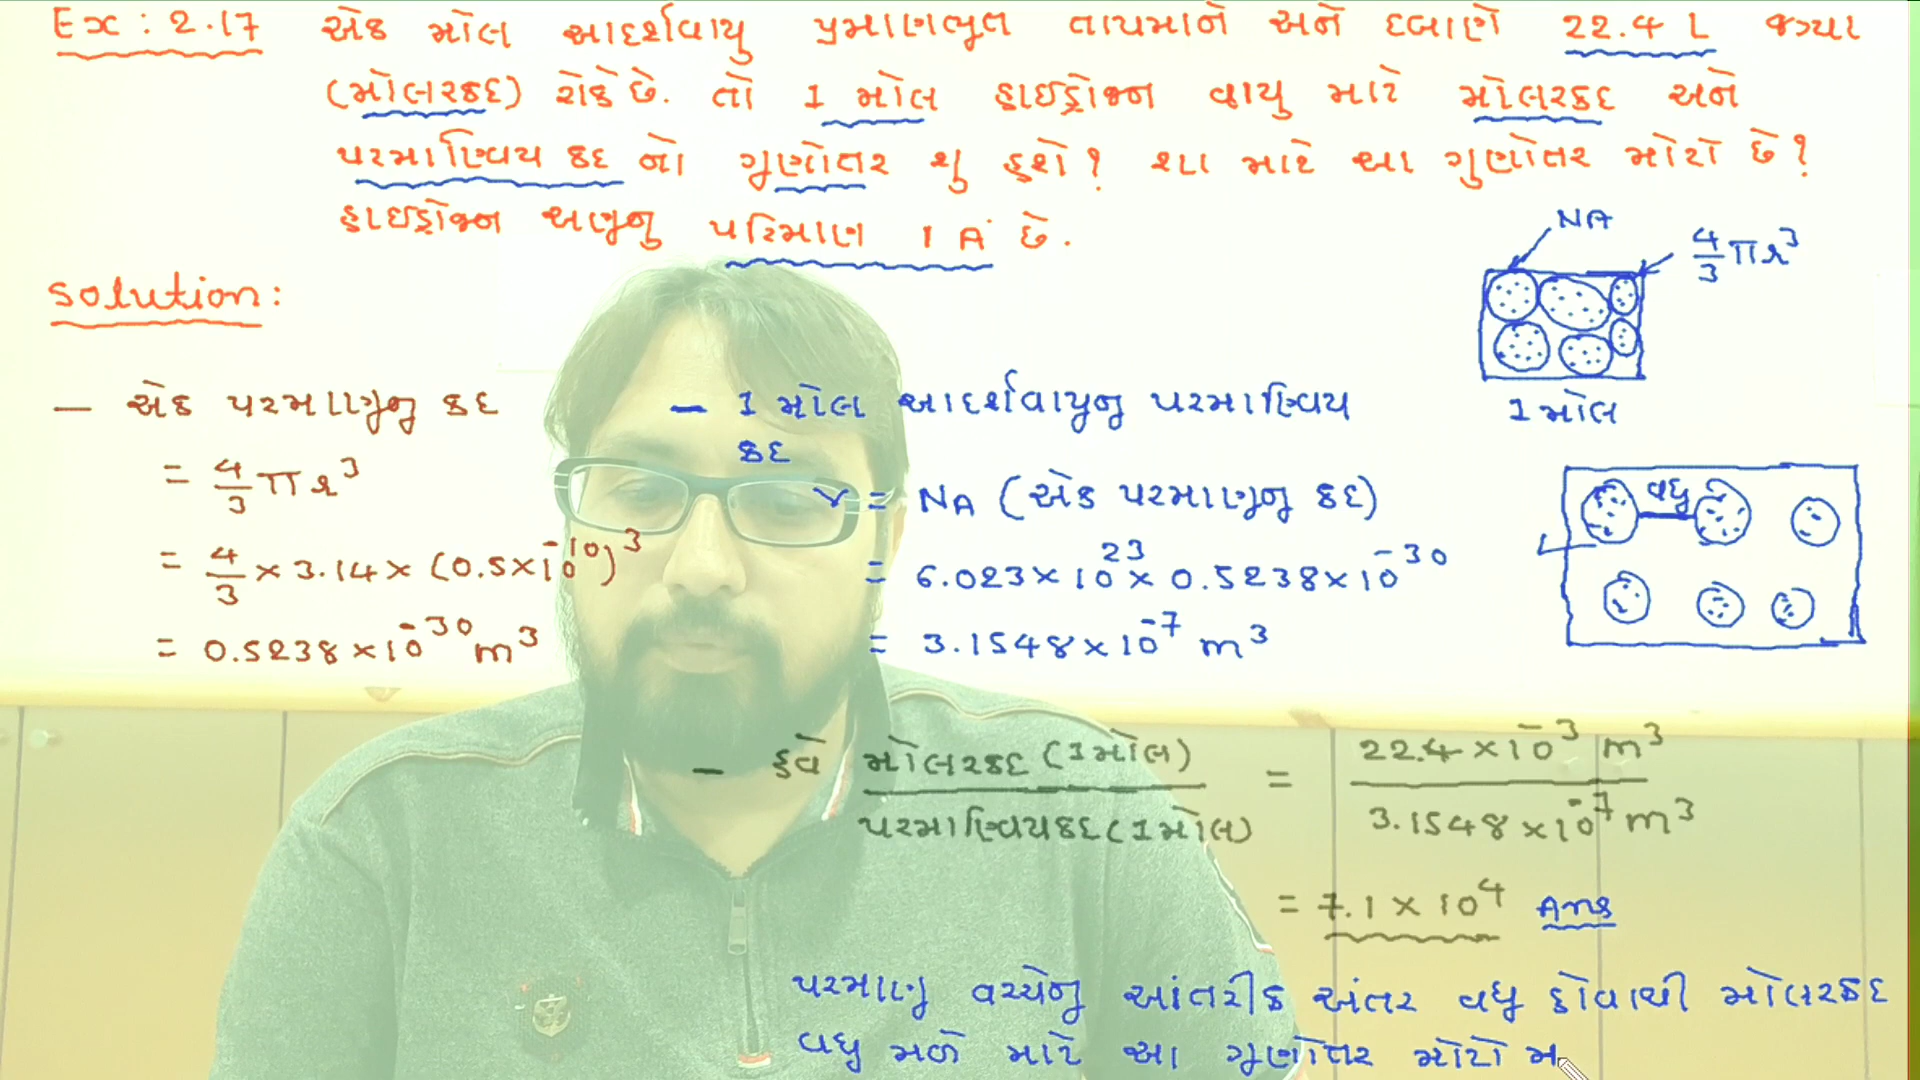 Ex: 2.17 એક મોલ આદર્શવાયુ પ્રમાણભૂત તાપમાને અને દબાણે 22.4 L જગ્યા
(મોલરકદ) રોકે છે. તો 1 મોલ હાઇડ્રોજન વાયુ માટે મોલરકદ અને
પરમાણ્વિય કદ નો ગુણોતર શુ હશે? શા માટે આ ગુણોતર મોટો છે?
હાઇડ્રોજન અણુનુ પરિમાણ 1 A° છે.
NA
4/3 πr³
1 મોલ
solution:
— એક પરમાણુનુ કદ
= 4/3 πr³
= 4/3 × 3.14 × (0.5×10⁻¹⁰)³
= 0.5238×10⁻³⁰ m³
— 1 મોલ આદર્શવાયુનુ પરમાણ્વિય
કદ
V = NA (એક પરમાણુનુ કદ)
= 6.023×10²³ × 0.5238×10⁻³⁰
= 3.1548×10⁻⁷ m³
વધુ
— હવે મોલરકદ (1મોલ) / પરમાણ્વિયકદ (1મોલ) = 22.4×10⁻³ m³ / 3.1548×10⁻⁷ m³
= 7.1 × 10⁴ Ans
પરમાણુ વચ્ચેનુ આંતરીક અંતર વધુ હોવાથી મોલરકદ
વધુ મળે માટે આ ગુણોતર મોટો મ